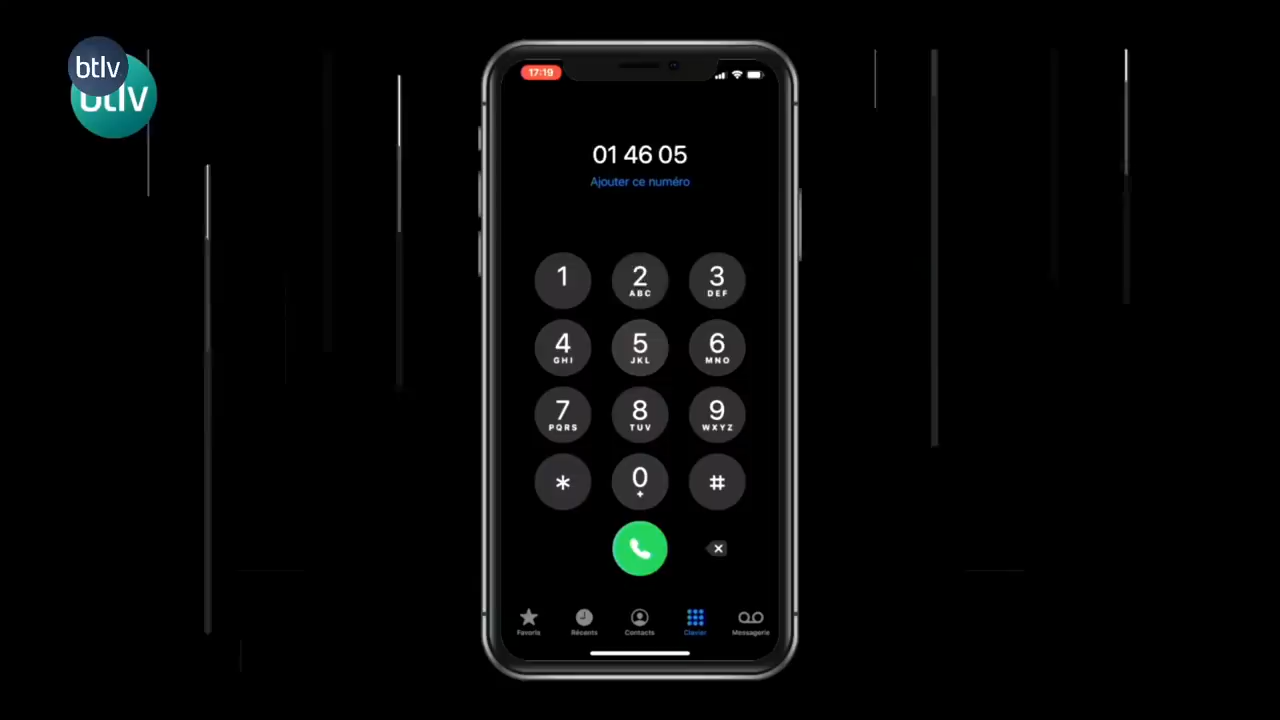 btlv
btlv
17:19
01 46 05
Ajouter ce numéro
1
2
ABC
3
DEF
4
GHI
5
JKL
6
MNO
7
PQRS
8
TUV
9
WXYZ
*
0
+
#
Favoris
Récents
Contacts
Clavier
Messagerie